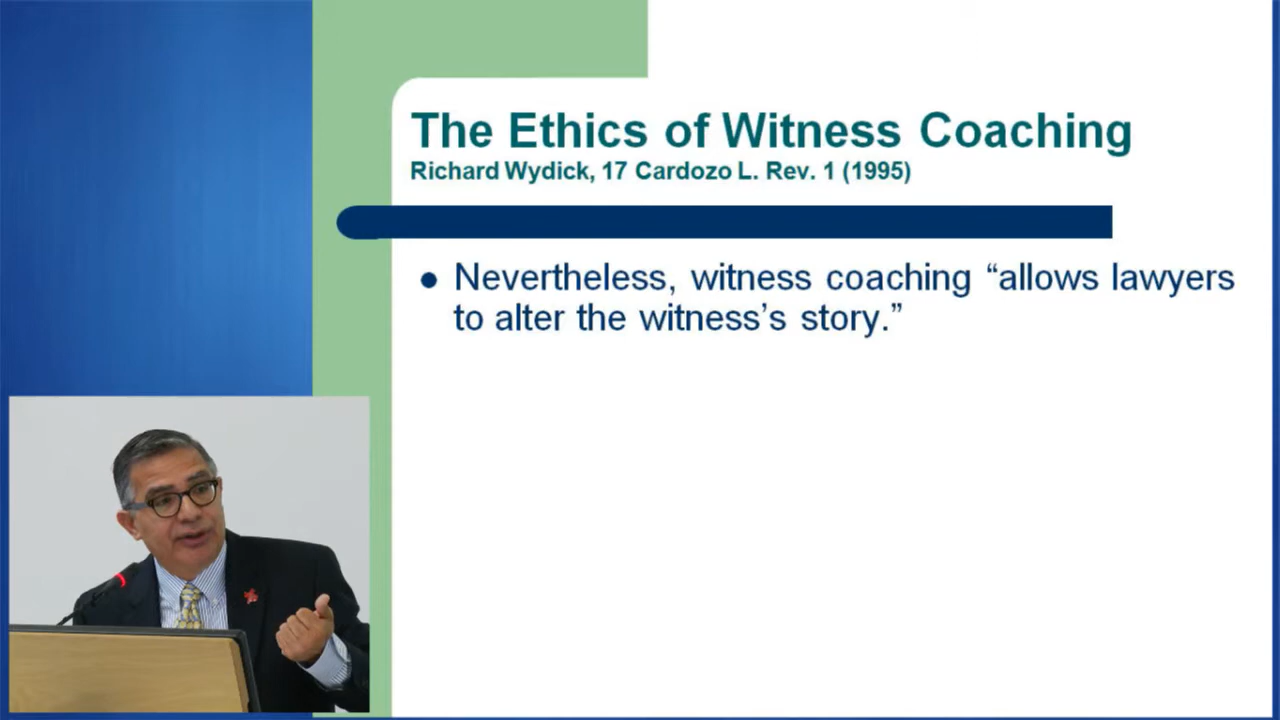 The Ethics of Witness Coaching
Richard Wydick, 17 Cardozo L. Rev. 1 (1995)
● Nevertheless, witness coaching “allows lawyers
to alter the witness’s story.”